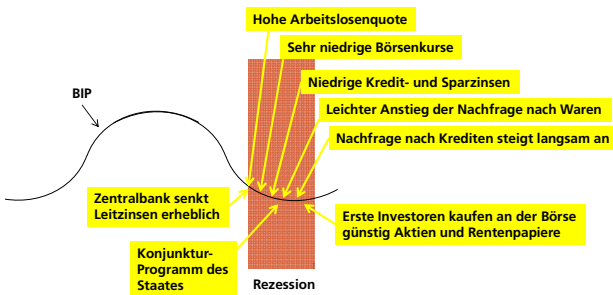 Hohe Arbeitslosenquote
Sehr niedrige Börsenkurse
Niedrige Kredit- und Sparzinsen
BIP
Leichter Anstieg der Nachfrage nach Waren
Nachfrage nach Krediten steigt langsam an
Zentralbank senkt
Leitzinsen erheblich
Erste Investoren kaufen an der Börse
günstig Aktien und Rentenpapiere
Konjunktur-
Programm des
Staates
Rezession